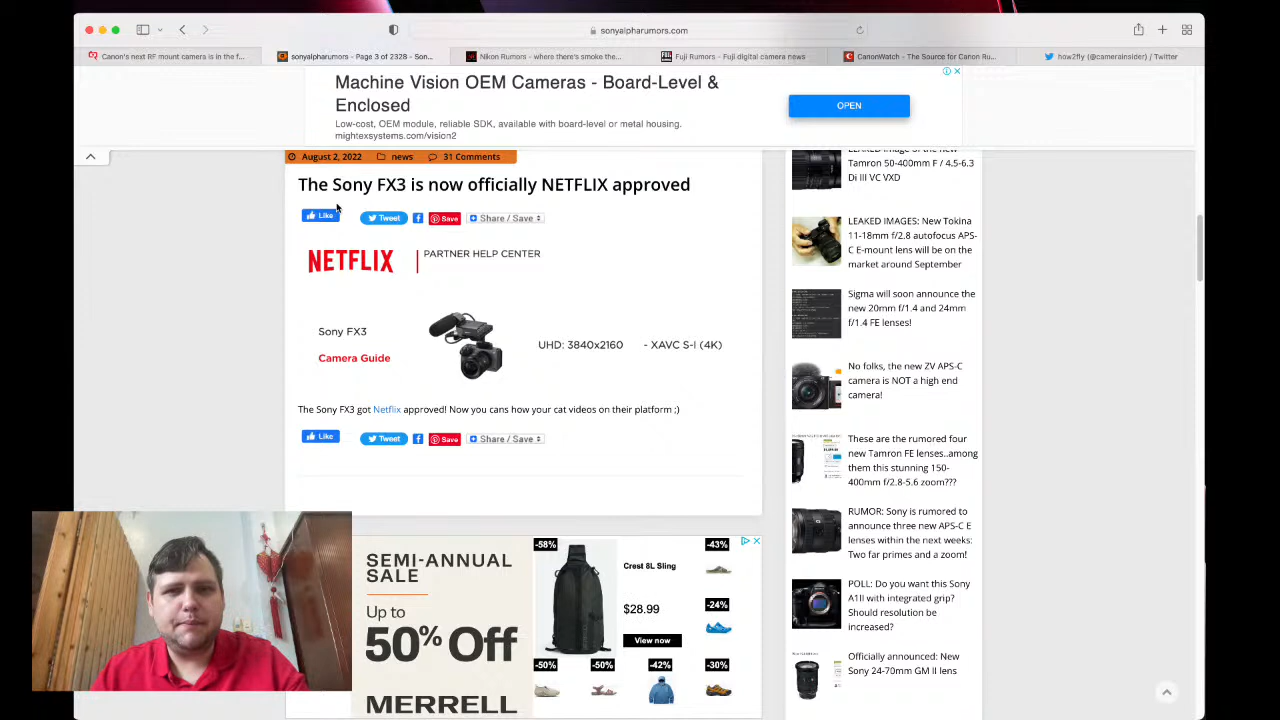 sonyalpharumors.com
Canon's next RF mount camera is in the f...
sonyalpharumors - Page 3 of 2328 - Son...
Nikon Rumors - where there's smoke the...
Fuji Rumors - Fuji digital camera news
CanonWatch - The Source for Canon Ru...
how2fly (@camerainsider) / Twitter
Machine Vision OEM Cameras - Board-Level &
Enclosed
Low-cost, OEM module, reliable SDK, available with board-level or metal housing.
mightexsystems.com/vision2
OPEN
August 2, 2022
news
31 Comments
The Sony FX3 is now officially NETFLIX approved
Like
Tweet
Save
Share / Save
NETFLIX
PARTNER HELP CENTER
Sony FX3
Camera Guide
UHD: 3840x2160
- XAVC S-I (4K)
The Sony FX3 got Netflix approved! Now you cans how your cat videos on their platform ;)
Like
Tweet
Save
Share / Save
SEMI-ANNUAL
SALE
Up to
50% Off
MERRELL
-58%
Crest 8L Sling
$28.99
View now
-43%
-24%
-50%
-50%
-42%
-30%
LEAKED image of the new
Tamron 50-400mm F / 4.5-6.3
Di III VC VXD
LEAKED IMAGES: New Tokina
11-18mm f/2.8 autofocus APS-
C E-mount lens will be on the
market around September
Sigma will soon announce the
new 20mm f/1.4 and 24mm
f/1.4 FE lenses!
No folks, the new ZV APS-C
camera is NOT a high end
camera!
These are the rumored four
new Tamron FE lenses..among
them this stunning 150-
400mm f/2.8-5.6 zoom???
RUMOR: Sony is rumored to
announce three new APS-C E
lenses within the next weeks:
Two far primes and a zoom!
POLL: Do you want this Sony
A1II with integrated grip?
Should resolution be
increased?
Officially announced: New
Sony 24-70mm GM II lens